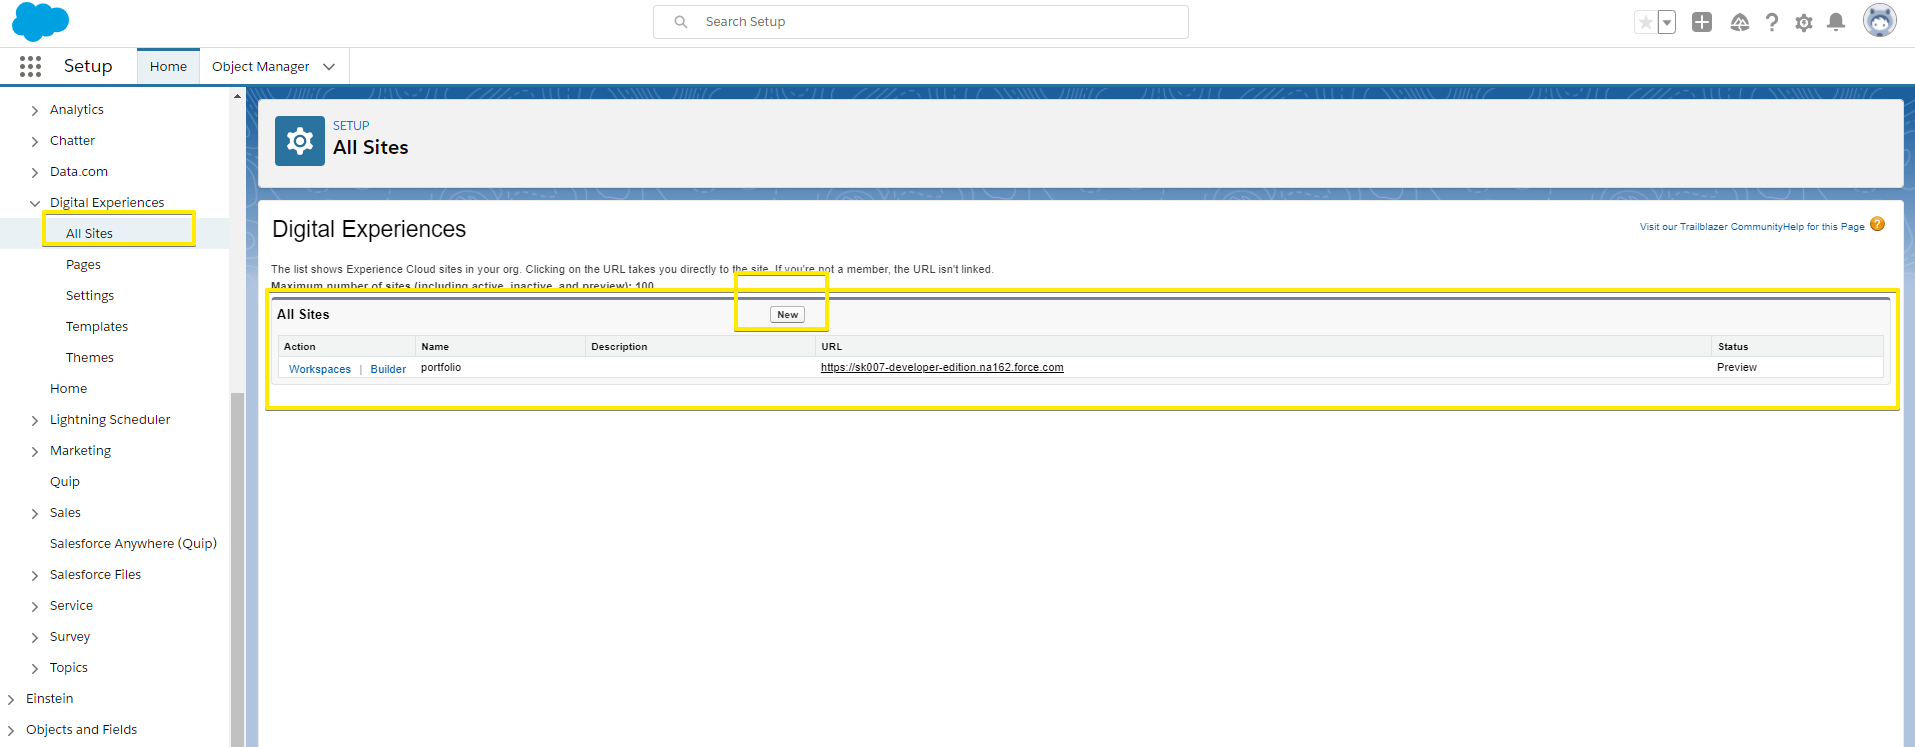 Search Setup
Setup
Home
Object Manager
Analytics
Chatter
Data.com
Digital Experiences
All Sites
Pages
Settings
Templates
Themes
Home
Lightning Scheduler
Marketing
Quip
Sales
Salesforce Anywhere (Quip)
Salesforce Files
Service
Survey
Topics
Einstein
Objects and Fields
SETUP
All Sites
Digital Experiences
Visit our Trailblazer Community Help for this Page ?
The list shows Experience Cloud sites in your org. Clicking on the URL takes you directly to the site. If you're not a member, the URL isn't linked.
Maximum number of sites (including active, inactive, and preview): 100
All Sites New
Action Name Description URL Status
Workspaces | Builder portfolio https://sk007-developer-edition.na162.force.com Preview